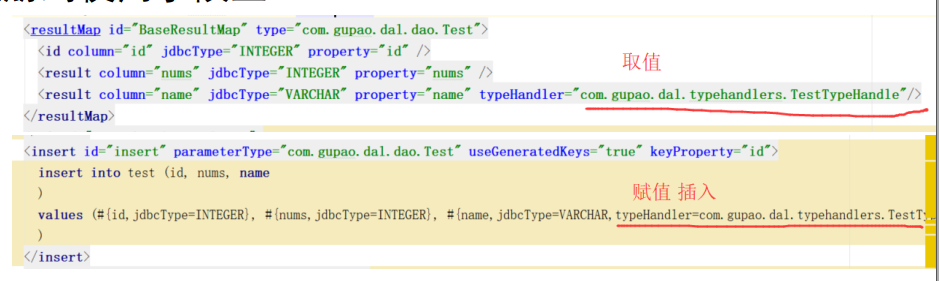 <resultMap id="BaseResultMap" type="com.gupao.dal.dao.Test">
<id column="id" jdbcType="INTEGER" property="id" />
取值
<result column="nums" jdbcType="INTEGER" property="nums" />
<result column="name" jdbcType="VARCHAR" property="name" typeHandler="com.gupao.dal.typehandlers.TestTypeHandle"/>
</resultMap>
<insert id="insert" parameterType="com.gupao.dal.dao.Test" useGeneratedKeys="true" keyProperty="id">
insert into test (id, nums, name
)
赋值 插入
values (#{id,jdbcType=INTEGER}, #{nums,jdbcType=INTEGER}, #{name,jdbcType=VARCHAR,typeHandler=com.gupao.dal.typehandlers.TestT
)
</insert>